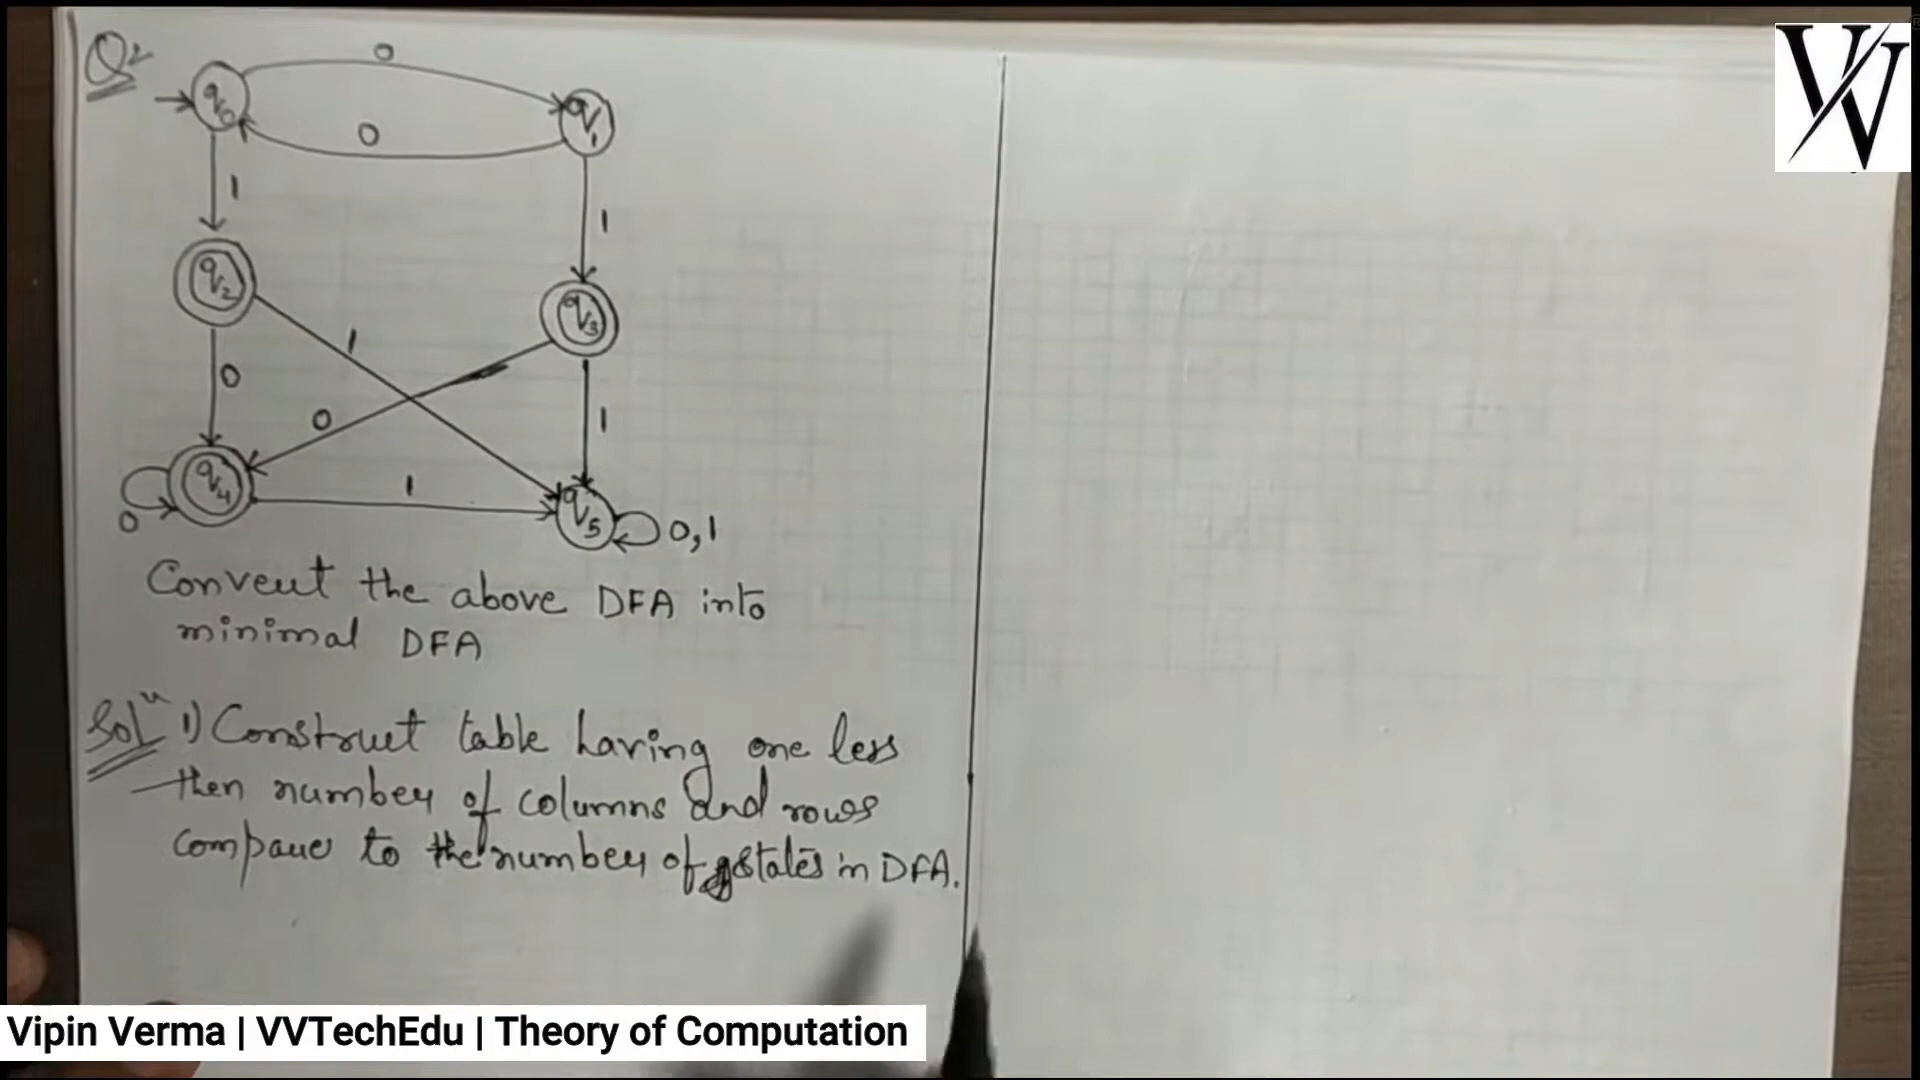 Q
0
q0
q1
0
1
1
q2
q3
1
0
0
1
q4
1
q5
0
0,1
Convert the above DFA into
minimal DFA
Solⁿ 1) Construct table having one less
then number of columns and rows
compare to the number of states in DFA.
VV
Vipin Verma | VVTechEdu | Theory of Computation